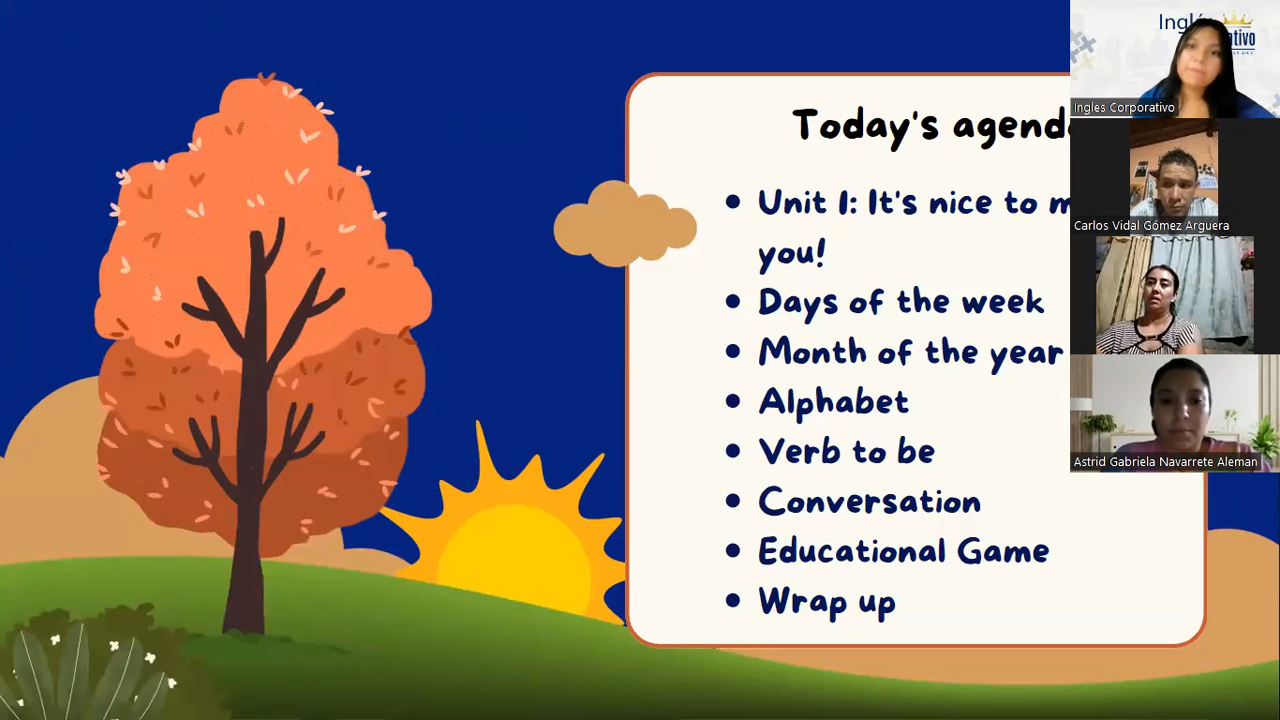 Today's agend
Unit 1: It's nice to m
you!
Days of the week
Month of the year
Alphabet
Verb to be
Conversation
Educational Game
Wrap up
Ingles Corporativo
Carlos Vidal Gómez Arguera
Astrid Gabriela Navarrete Aleman